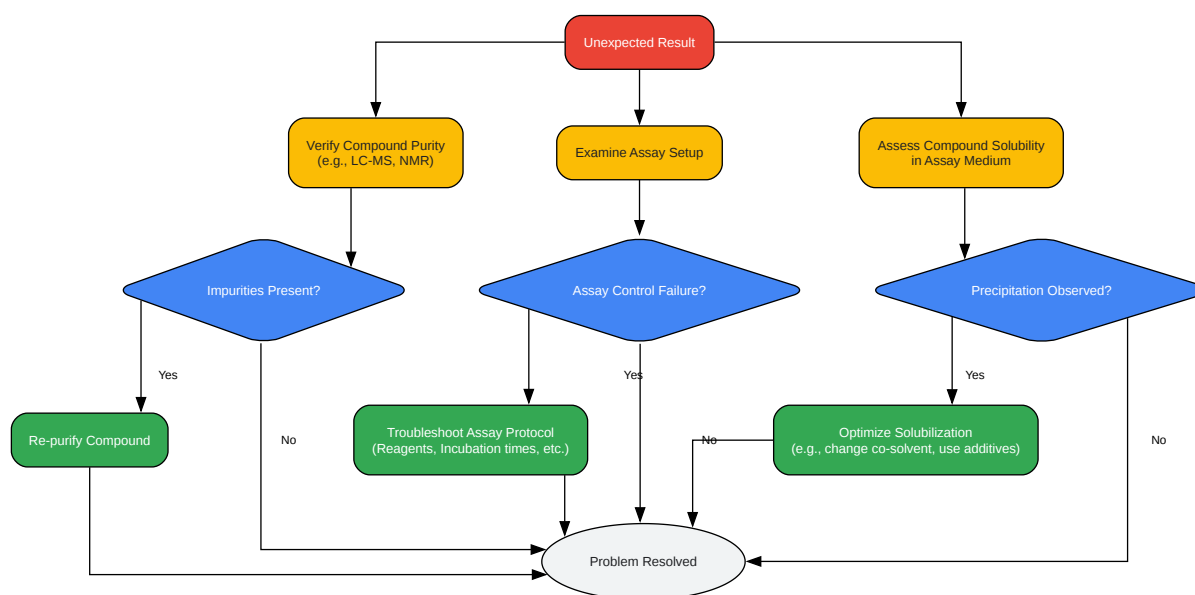 Unexpected Result
Verify Compound Purity
(e.g., LC-MS, NMR)
Examine Assay Setup
Assess Compound Solubility
in Assay Medium
Impurities Present?
Assay Control Failure?
Precipitation Observed?
Yes
Yes
Yes
Re-purify Compound
No
Troubleshoot Assay Protocol
(Reagents, Incubation times, etc.)
No
Optimize Solubilization
(e.g., change co-solvent, use additives)
No
Problem Resolved